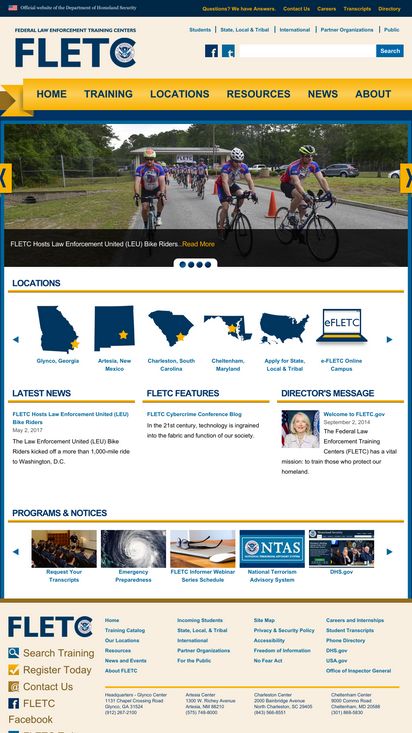 Official website of the Department of Homeland Security
Questions? We have Answers. Contact Us Careers Transcripts Directory
FEDERAL LAW ENFORCEMENT TRAINING CENTERS
FLETC
Students State, Local & Tribal International Partner Organizations Public
Search
HOME TRAINING LOCATIONS RESOURCES NEWS ABOUT
FLETC Hosts Law Enforcement United (LEU) Bike Riders...Read More
LOCATIONS
eFLETC
Glynco, Georgia
Artesia, New
Mexico
Charleston, South
Carolina
Cheltenham,
Maryland
Apply for State,
Local & Tribal
e-FLETC Online
Campus
LATEST NEWS
FLETC Hosts Law Enforcement United (LEU)
Bike Riders
May 2, 2017
The Law Enforcement United (LEU) Bike
Riders kicked off a more than 1,000-mile ride
to Washington, D.C.
FLETC FEATURES
FLETC Cybercrime Conference Blog
In the 21st century, technology is ingrained
into the fabric and function of our society.
DIRECTOR'S MESSAGE
Welcome to FLETC.gov
September 2, 2014
The Federal Law
Enforcement Training
Centers (FLETC) has a vital
mission: to train those who protect our
homeland.
PROGRAMS & NOTICES
NTAS
Request Your
Transcripts
Emergency
Preparedness
FLETC Informer Webinar
Series Schedule
National Terrorism
Advisory System
DHS.gov
FLETC
Search Training
Register Today
Contact Us
FLETC
Facebook
Home
Training Catalog
Our Locations
Resources
News and Events
About FLETC
Incoming Students
State, Local, & Tribal
International
Partner Organizations
For the Public
Site Map
Privacy & Security Policy
Accessibility
Freedom of Information
No Fear Act
Careers and Internships
Student Transcripts
Phone Directory
DHS.gov
USA.gov
Office of Inspector General
Headquarters - Glynco Center
1131 Chapel Crossing Road
Glynco, GA 31524
(912) 267-2100
Artesia Center
1300 W. Richey Avenue
Artesia, NM 88210
(575) 748-8000
Charleston Center
2000 Bainbridge Avenue
North Charleston, SC 29405
(843) 566-8551
Cheltenham Center
9000 Commo Road
Cheltenham, MD 20588
(301) 868-5830